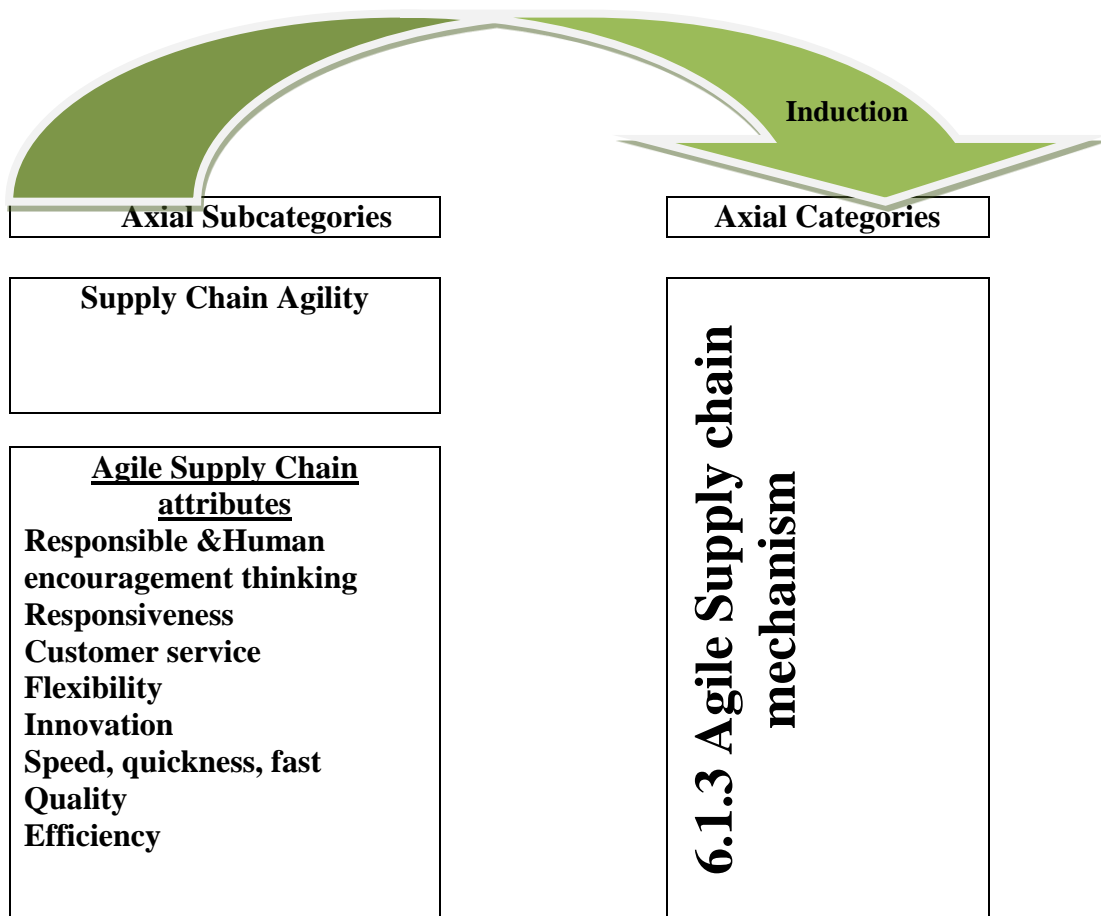 Induction
Axial Subcategories
Axial Categories
Supply Chain Agility
Agile Supply Chain
attributes
Responsible &Human
encouragement thinking
Responsiveness
Customer service
Flexibility
Innovation
Speed, quickness, fast
Quality
Efficiency
6.1.3 Agile Supply chain
mechanism